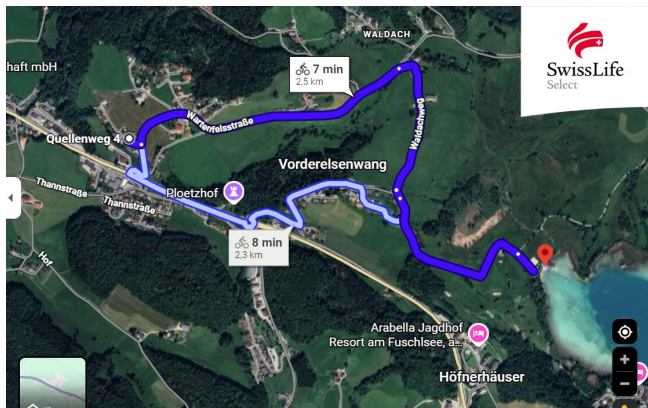 WALDACH
haft mbH
7 min
2,5 km
SwissLife
Select
Wartenfelsstraße
Waldachweg
Quellenweg 4
Vorderelsenwang
Thannstraße
Thannstraße
Ploetzhof
8 min
2,3 km
Hof
Arabella Jagdhof
Resort am Fuschlsee, a...
Höfnerhäuser